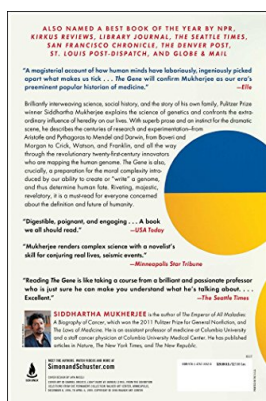 ALSO NAMED A BEST BOOK OF THE YEAR BY NPR,
KIRKUS REVIEWS, LIBRARY JOURNAL, THE SEATTLE TIMES,
SAN FRANCISCO CHRONICLE, THE DENVER POST,
ST. LOUIS POST-DISPATCH, AND GLOBE & MAIL
"A magisterial account of how human minds have laboriously, ingeniously picked
apart what makes us tick . . . The Gene will confirm Mukherjee as our era's
preeminent popular historian of medicine."
—Elle
Brilliantly interweaving science, social history, and the story of his own family, Pulitzer Prize
winner Siddhartha Mukherjee explains the science of genetics and confronts the extra-
ordinary influence of heredity on our lives. With superb prose and an instinct for the dramatic
scene, he describes the centuries of research and experimentation—from
Aristotle and Pythagoras to Mendel and Darwin, from Boveri and
Morgan to Crick, Watson, and Franklin, and all the way
through the revolutionary twenty-first-century innovators
who are mapping the human genome. The Gene is also,
crucially, a preparation for the moral complexity intro-
duced by our ability to create or "write" a genome,
and thus determine human fate. Riveting, majestic,
revelatory, it is a must-read for everyone concerned
about the definition and future of humanity.
"Digestible, poignant, and engaging . . . A book
we all should read."
—USA Today
"Mukherjee renders complex science with a novelist's
skill for conjuring real lives, seismic events."
—Minneapolis Star Tribune
"Reading The Gene is like taking a course from a brilliant and passionate professor
who is just sure he can make you understand what he's talking about. . . .
Excellent."
—The Seattle Times
SIDDHARTHA MUKHERJEE is the author of The Emperor of All Maladies:
A Biography of Cancer, which won the 2011 Pulitzer Prize for General Nonfiction, and
The Laws of Medicine. He is an assistant professor of medicine at Columbia University
and a staff cancer physician at Columbia University Medical Center. He has published
articles in Nature, The New York Times, and The New Republic.
MEET THE AUTHORS, WATCH VIDEOS AND MORE AT
SimonandSchuster.com
SCRIBNER